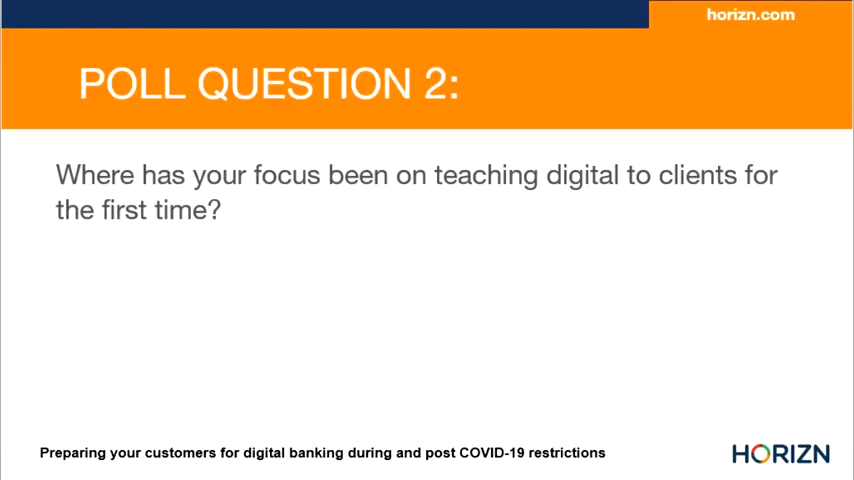 horizn.com
POLL QUESTION 2:
Where has your focus been on teaching digital to clients for
the first time?
Preparing your customers for digital banking during and post COVID-19 restrictions
HORIZN